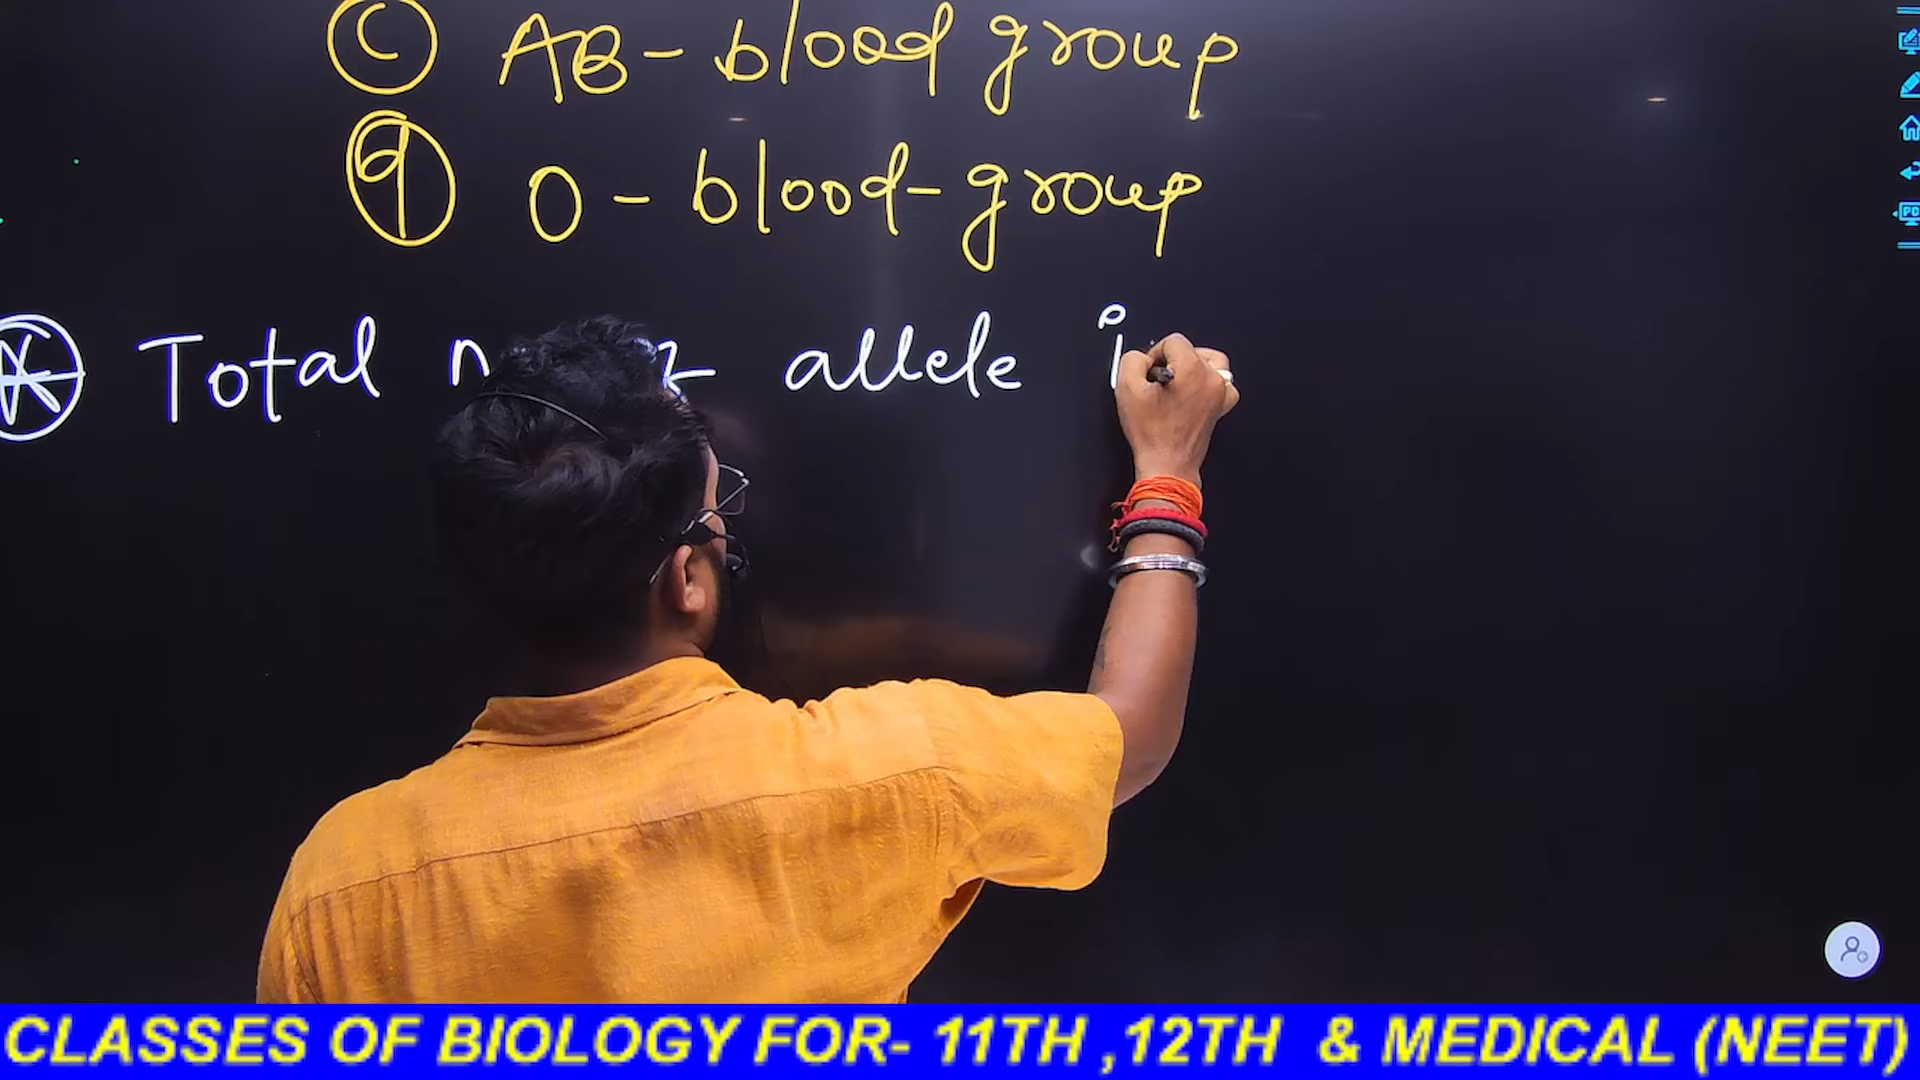 C AB - blood group
d O - blood - group
Total allele
CLASSES OF BIOLOGY FOR- 11TH ,12TH & MEDICAL (NEET)